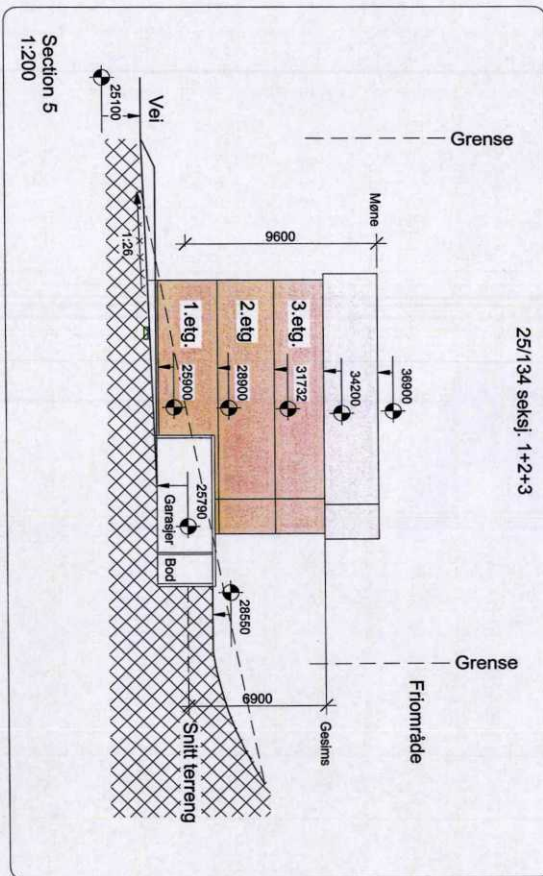 25/134 seksj. 1+2+3
Grense
Grense
Friområde
Møne
9600
36900
34200
3.etg.
31732
2.etg
28900
1.etg.
25900
25790
Garasjer
Bod
28550
6900
Gesims
Snitt terreng
Vei
25100
1:26
Section 5
1:200